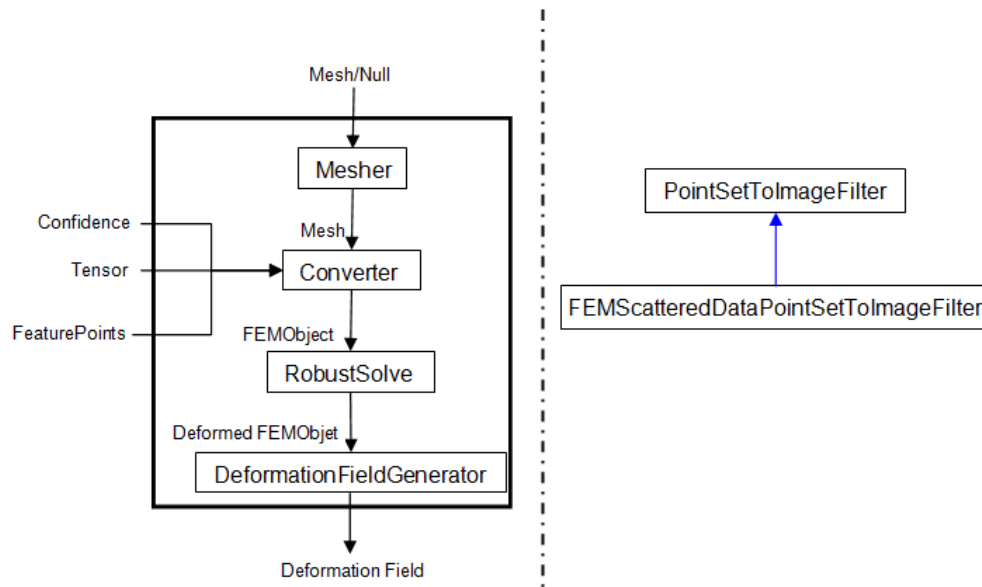 Mesh/Null
Mesher
Confidence
Mesh
Tensor
Converter
FeaturePoints
FEMObject
RobustSolve
Deformed FEMObjet
DeformationFieldGenerator
Deformation Field
PointSetToImageFilter
FEMScatteredDataPointSetToImageFilter